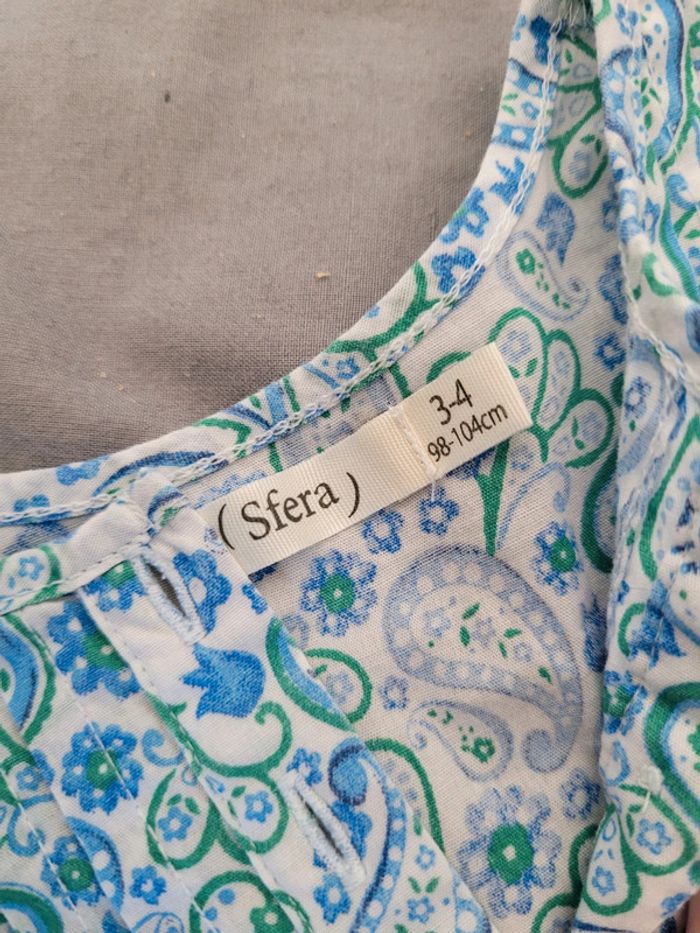 ( Sfera )
3-4
98-104cm